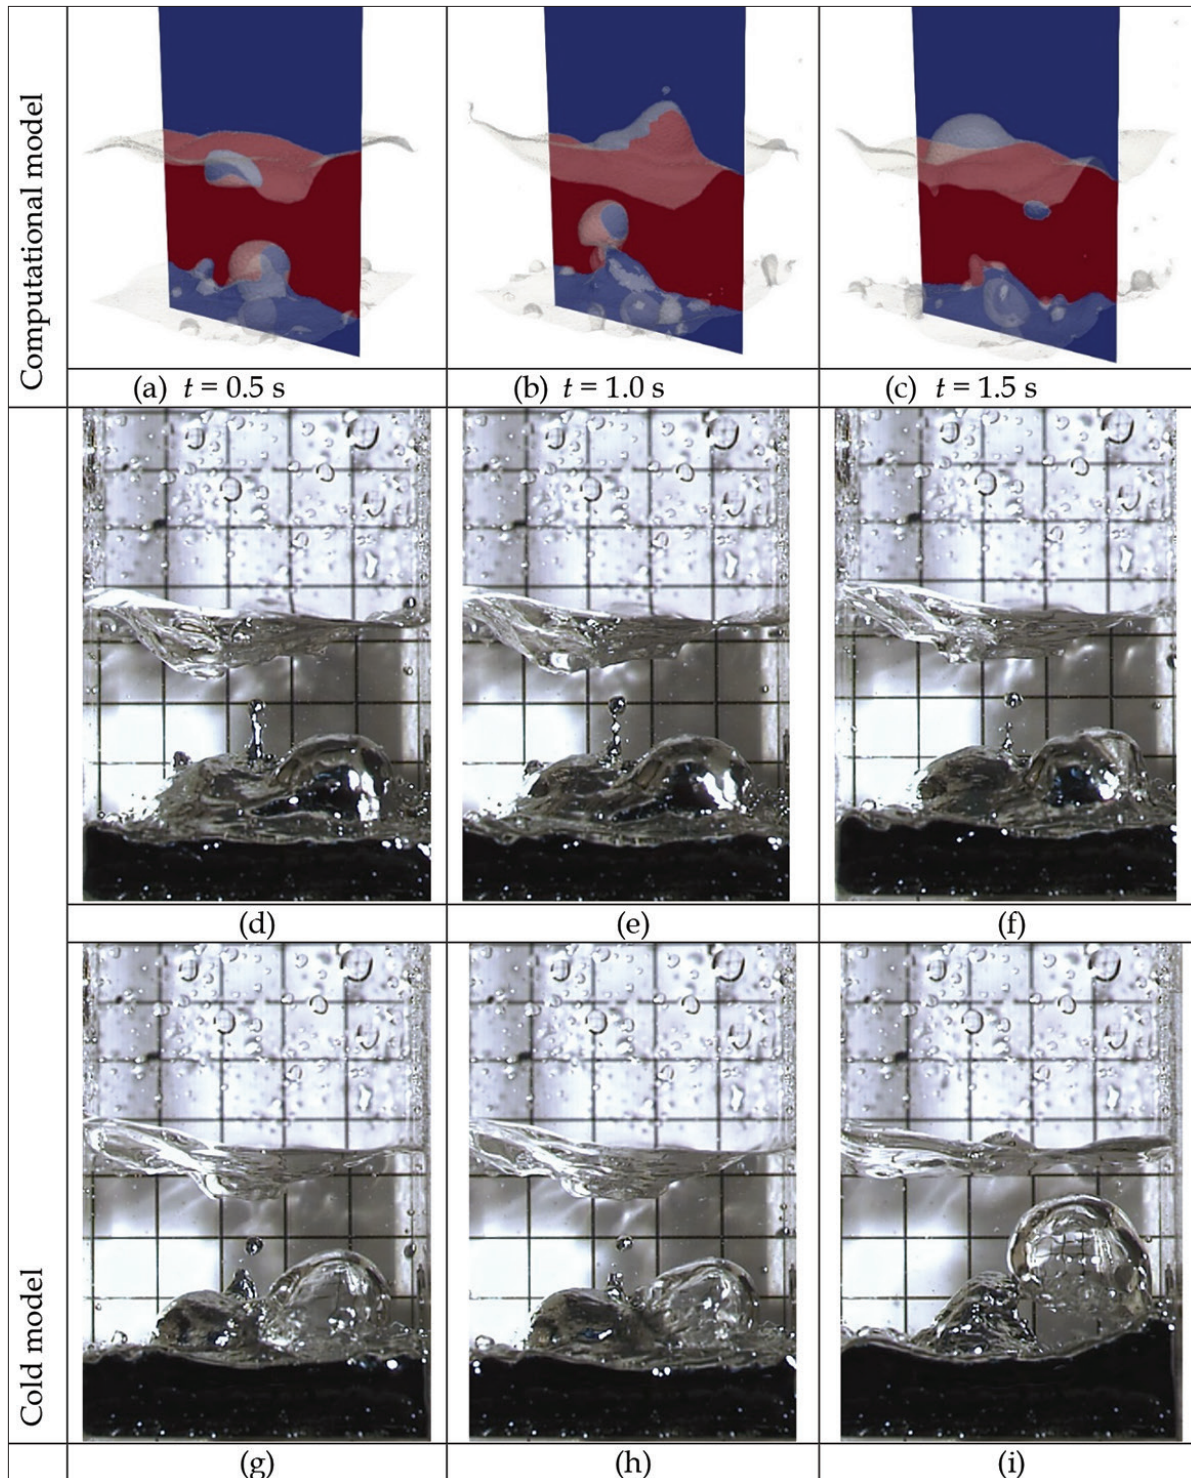 Computational model
(a) t = 0.5 s
(b) t = 1.0 s
(c) t = 1.5 s
Cold model
(d)
(e)
(f)
(g)
(h)
(i)